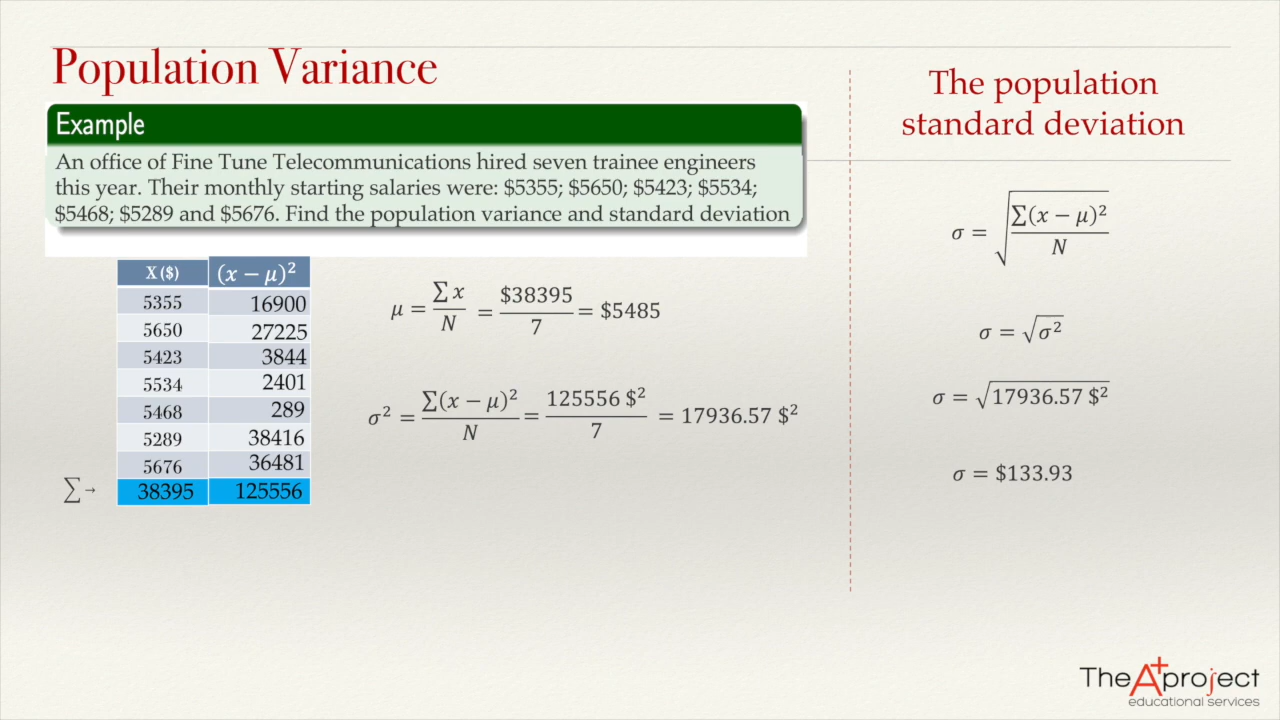 Population Variance
The population
standard deviation
Example
An office of Fine Tune Telecommunications hired seven trainee engineers
this year. Their monthly starting salaries were: $5355; $5650; $5423; $5534;
$5468; $5289 and $5676. Find the population variance and standard deviation
X ($) (x − μ)²
5355 16900
5650 27225
5423 3844
5534 2401
5468 289
5289 38416
5676 36481
∑→ 38395 125556
μ = ∑ x / N = $38395 / 7 = $5485
σ² = ∑(x − μ)² / N = 125556 $² / 7 = 17936.57 $²
σ = √(∑(x − μ)² / N)
σ = √σ²
σ = √17936.57 $²
σ = $133.93
The A+ project
educational services